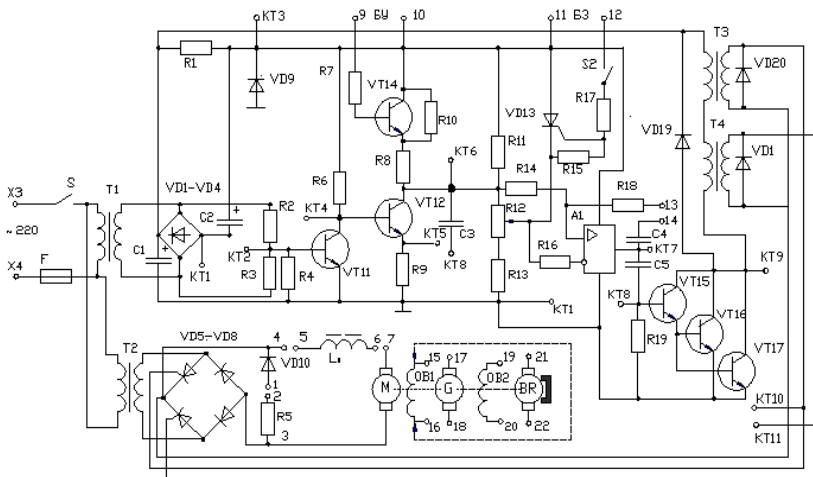 КТ3 9 БУ 10 11 БЗ 12
R1
VD9
R7
VT14
R10
S2
R17
VD13
R15
T3
VD20
VD19
T4
VD1
R11
R8
КТ6
R14
R18
13
14
X3
S
T1
VD1-VD4
C2
+
R2
R6
КТ4
VT12
R12
A1
C4
КТ7
C5
~220
C1
+
КТ2
КТ1
R3
R4
VT11
КТ5
C3
КТ8
R9
R16
R13
КТ9
VT15
КТ8
VT16
X4
F
КТ1
R19
VT17
T2
VD5-VD8
4
5
L1
6
7
VD10
1
2
R5
3
M
15
ОВ1
16
17
G
18
19
ОВ2
20
21
BR
22
КТ10
КТ11